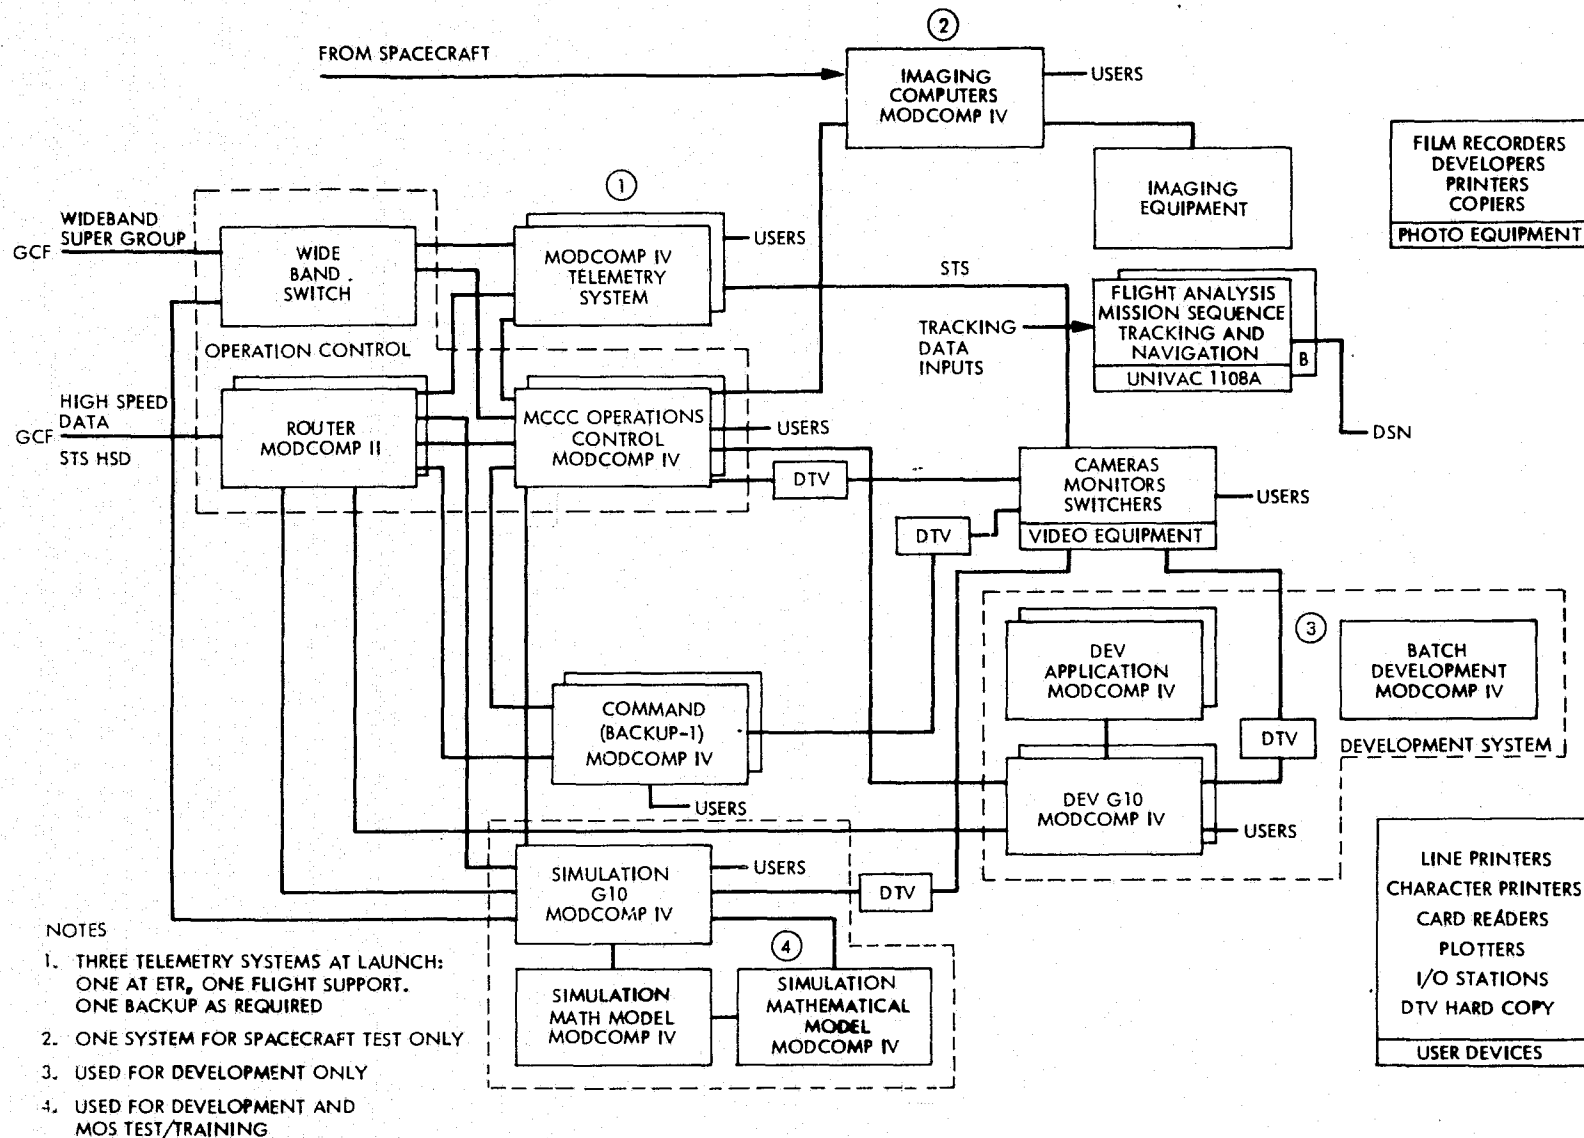 2
FROM SPACECRAFT
IMAGING
COMPUTERS
MODCOMP IV
USERS
FILM RECORDERS
DEVELOPERS
PRINTERS
COPIERS
PHOTO EQUIPMENT
IMAGING
EQUIPMENT
1
WIDEBAND
SUPER GROUP
GCF
WIDE
BAND
SWITCH
MODCOMP IV
TELEMETRY
SYSTEM
USERS
STS
FLIGHT ANALYSIS
MISSION SEQUENCE
TRACKING AND
NAVIGATION
UNIVAC 1108A
B
TRACKING
DATA
INPUTS
DSN
OPERATION CONTROL
HIGH SPEED
DATA
GCF
STS HSD
ROUTER
MODCOMP II
MCCC OPERATIONS
CONTROL
MODCOMP IV
USERS
DTV
CAMERAS
MONITORS
SWITCHERS
VIDEO EQUIPMENT
USERS
DTV
3
DEV
APPLICATION
MODCOMP IV
BATCH
DEVELOPMENT
MODCOMP IV
DTV
DEVELOPMENT SYSTEM
COMMAND
(BACKUP-1)
MODCOMP IV
USERS
DEV G10
MODCOMP IV
USERS
SIMULATION
G10
MODCOMP IV
USERS
DTV
4
SIMULATION
MATH MODEL
MODCOMP IV
SIMULATION
MATHEMATICAL
MODEL
MODCOMP IV
LINE PRINTERS
CHARACTER PRINTERS
CARD READERS
PLOTTERS
I/O STATIONS
DTV HARD COPY
USER DEVICES
NOTES
1. THREE TELEMETRY SYSTEMS AT LAUNCH:
ONE AT ETR, ONE FLIGHT SUPPORT.
ONE BACKUP AS REQUIRED
2. ONE SYSTEM FOR SPACECRAFT TEST ONLY
3. USED FOR DEVELOPMENT ONLY
4. USED FOR DEVELOPMENT AND
MOS TEST/TRAINING